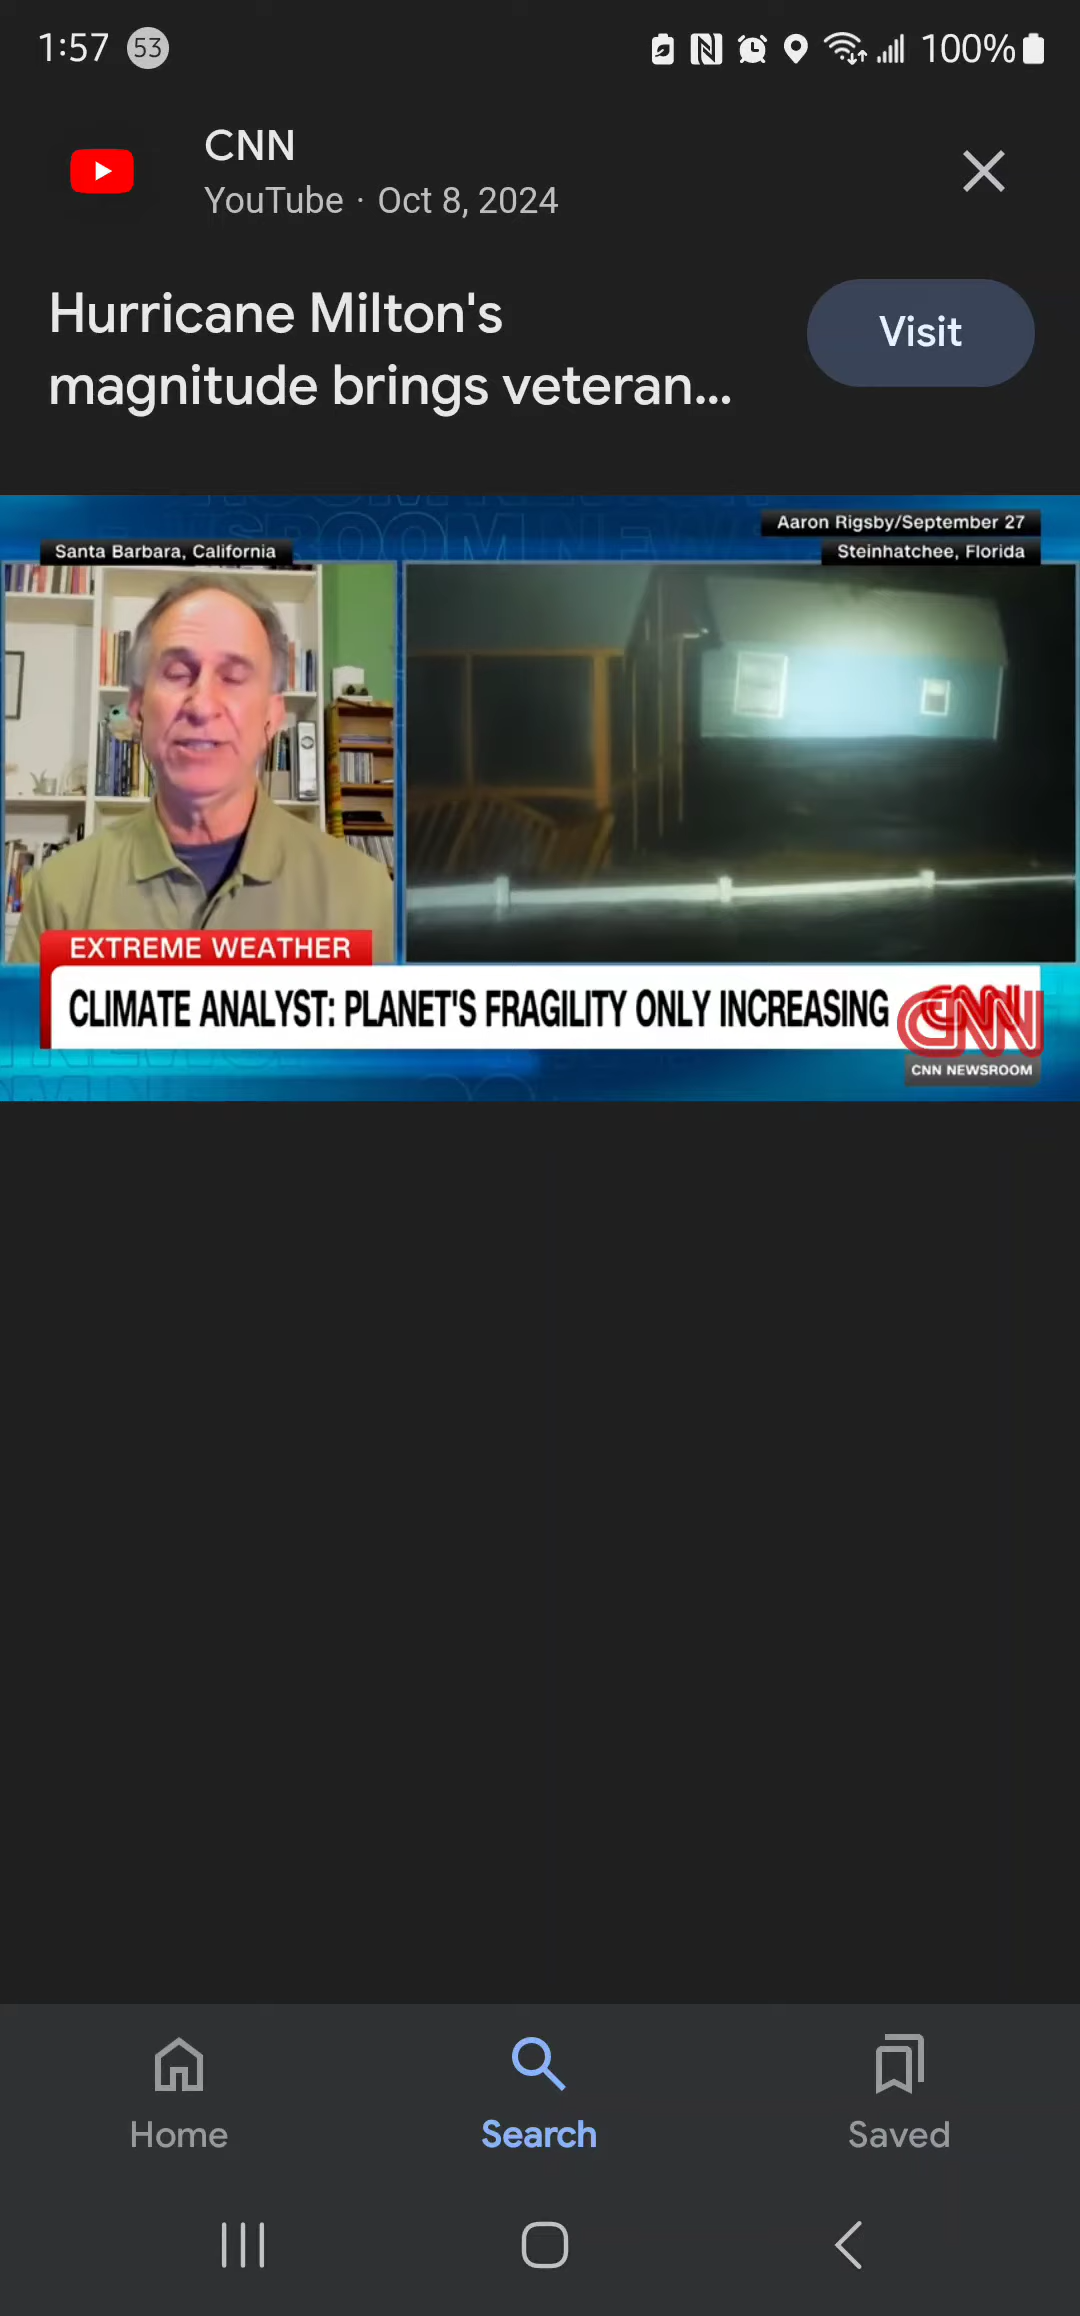 1:57 53 100%
CNN
YouTube · Oct 8, 2024
Hurricane Milton's
magnitude brings veteran...
Visit
Aaron Rigsby/September 27
Santa Barbara, California
Steinhatchee, Florida
EXTREME WEATHER
CLIMATE ANALYST: PLANET'S FRAGILITY ONLY INCREASING
CNN
CNN NEWSROOM
Home
Search
Saved